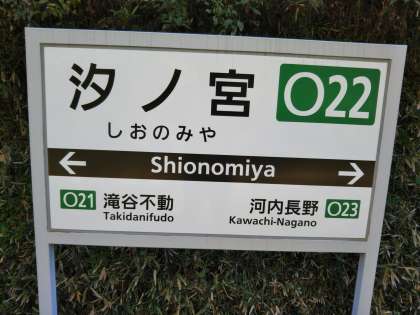 汐ノ宮 O22
しおのみや
← Shionomiya →
O21 滝谷不動 河内長野 O23
Takidanifudo Kawachi-Nagano